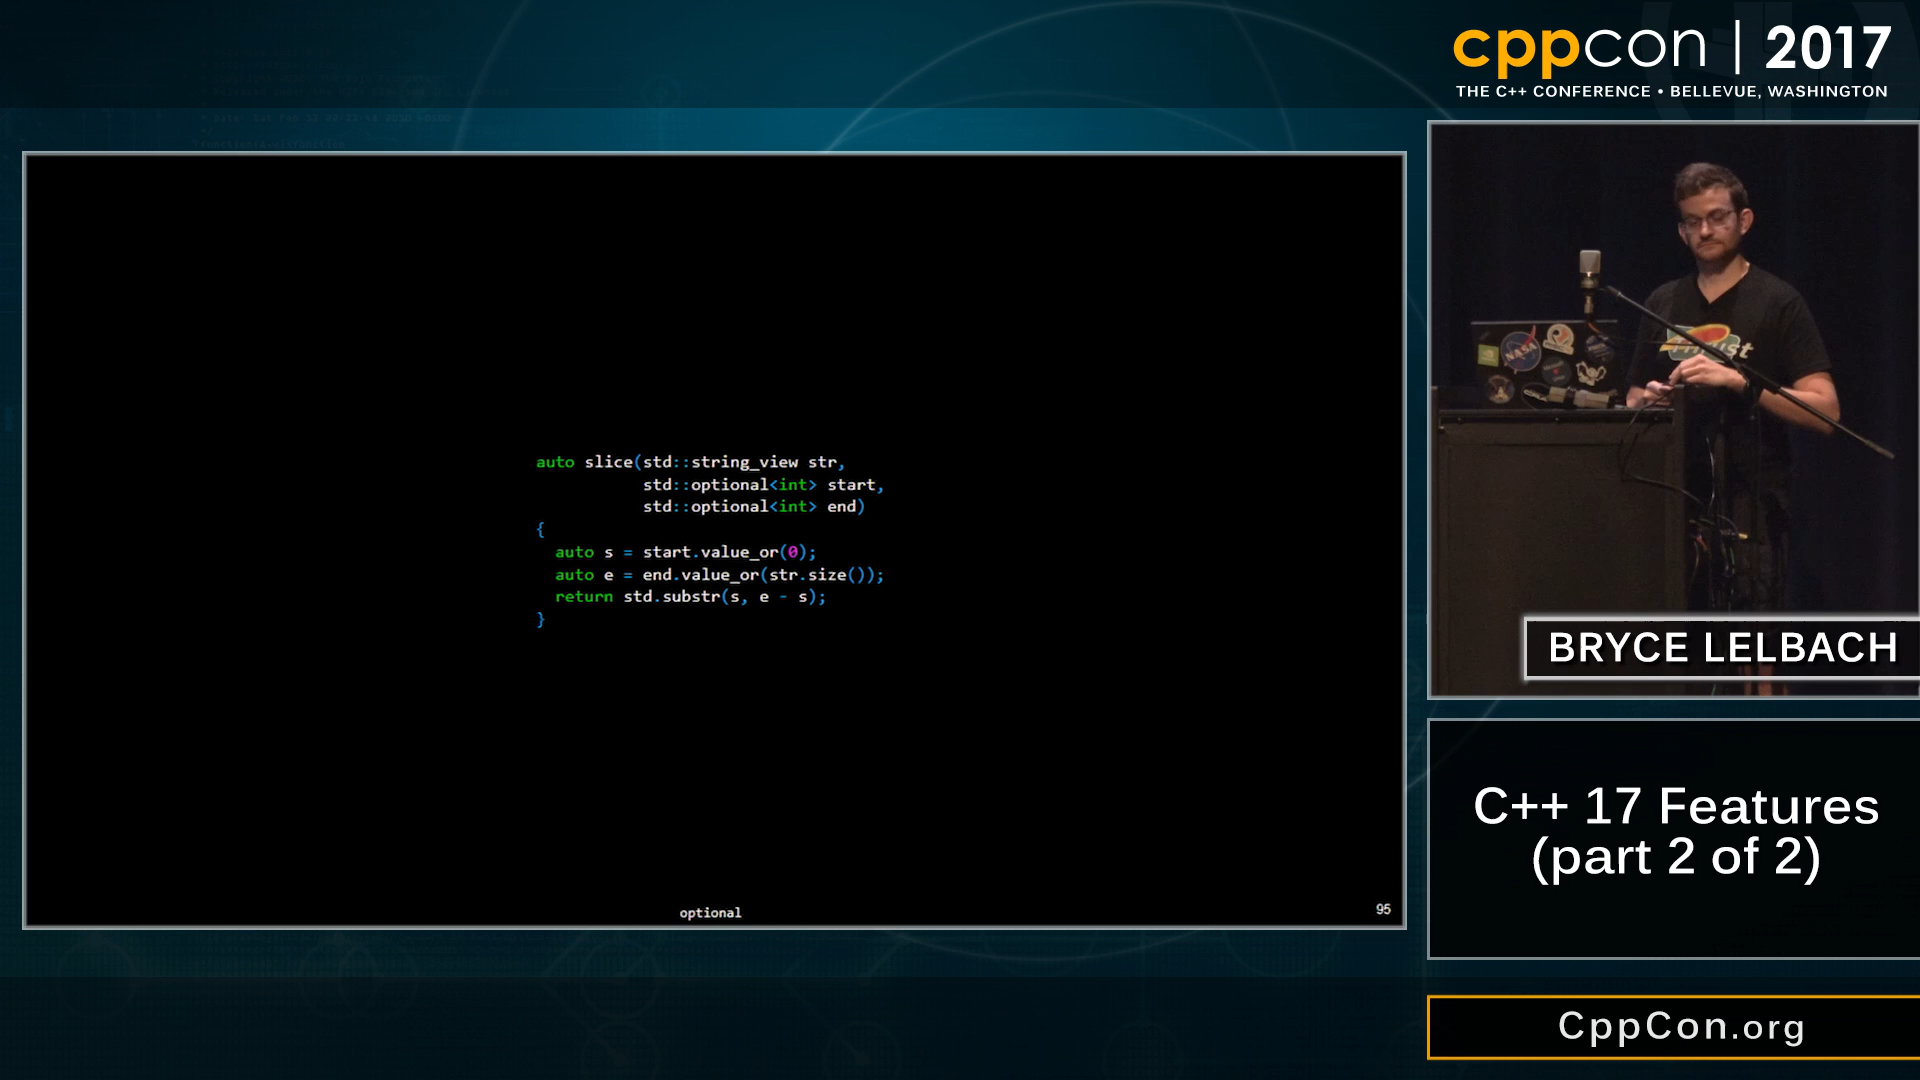 cppcon | 2017
THE C++ CONFERENCE • BELLEVUE, WASHINGTON
auto slice(std::string_view str,
std::optional<int> start,
std::optional<int> end)
{
auto s = start.value_or(0);
auto e = end.value_or(str.size());
return std.substr(s, e - s);
}
optional
95
NASA
BRYCE LELBACH
C++ 17 Features
(part 2 of 2)
CppCon.org